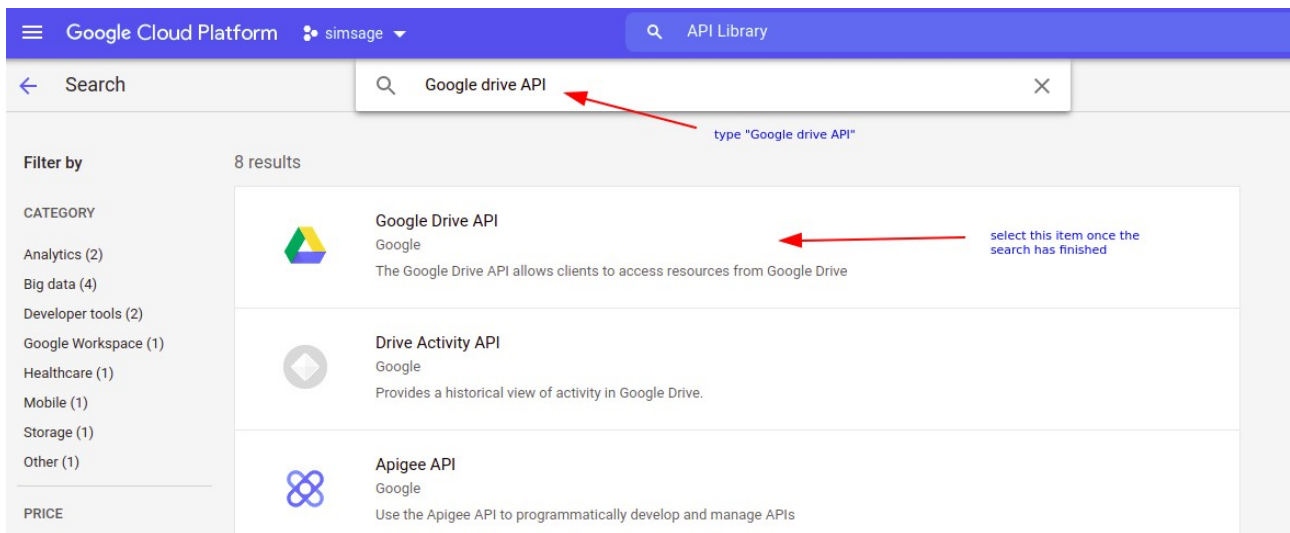 Google Cloud Platform simsage API Library
Search Google drive API
type "Google drive API"
Filter by
8 results
CATEGORY
Analytics (2)
Big data (4)
Developer tools (2)
Google Workspace (1)
Healthcare (1)
Mobile (1)
Storage (1)
Other (1)
PRICE
Google Drive API
Google
The Google Drive API allows clients to access resources from Google Drive
select this item once the
search has finished
Drive Activity API
Google
Provides a historical view of activity in Google Drive.
Apigee API
Google
Use the Apigee API to programmatically develop and manage APIs